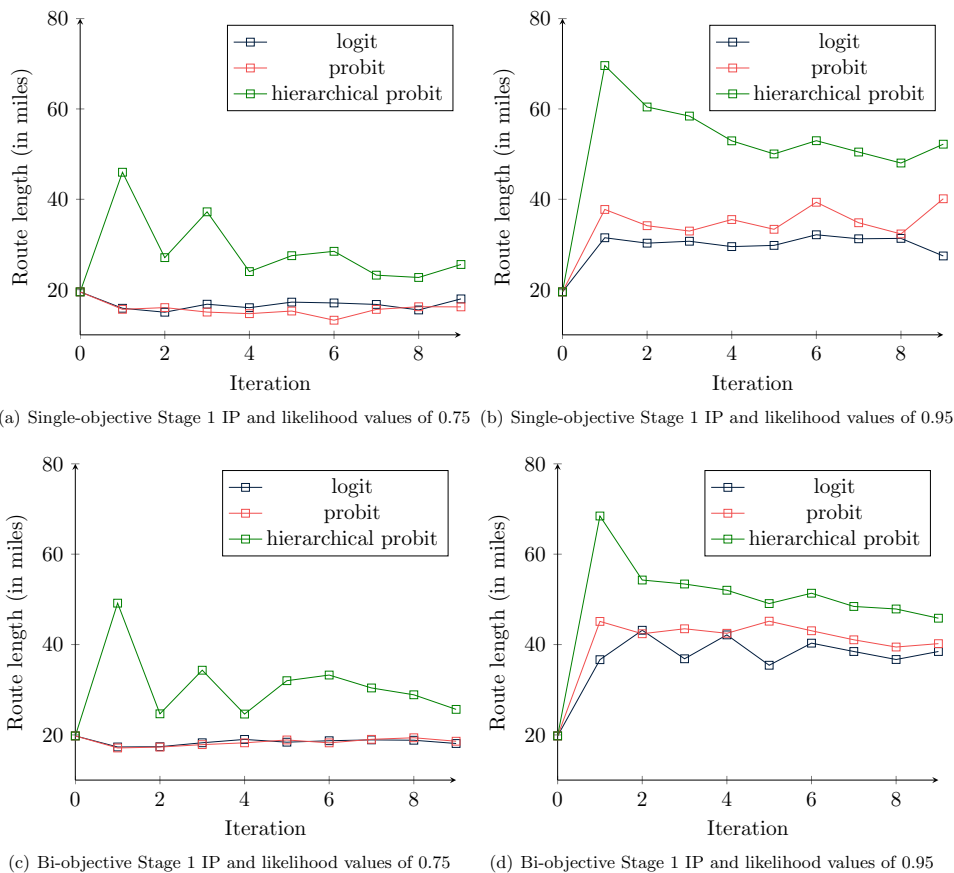 80
60
40
20
0
2
4
6
8
Route length (in miles)
Iteration
logit
probit
hierarchical probit
(a) Single-objective Stage 1 IP and likelihood values of 0.75
80
60
40
20
0
2
4
6
8
Route length (in miles)
Iteration
logit
probit
hierarchical probit
(b) Single-objective Stage 1 IP and likelihood values of 0.95
80
60
40
20
0
2
4
6
8
Route length (in miles)
Iteration
logit
probit
hierarchical probit
(c) Bi-objective Stage 1 IP and likelihood values of 0.75
80
60
40
20
0
2
4
6
8
Route length (in miles)
Iteration
logit
probit
hierarchical probit
(d) Bi-objective Stage 1 IP and likelihood values of 0.95